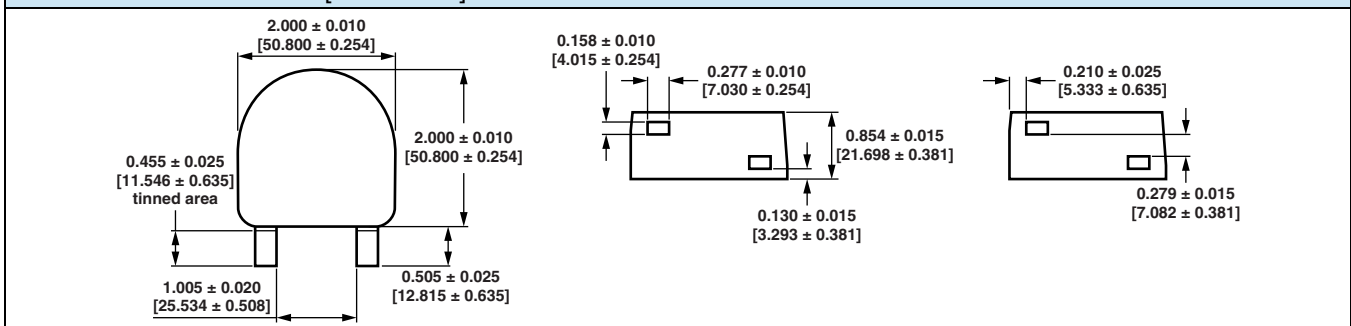 2.000 ± 0.010
[50.800 ± 0.254]
2.000 ± 0.010
[50.800 ± 0.254]
0.455 ± 0.025
[11.546 ± 0.635]
tinned area
1.005 ± 0.020
[25.534 ± 0.508]
0.505 ± 0.025
[12.815 ± 0.635]
0.158 ± 0.010
[4.015 ± 0.254]
0.277 ± 0.010
[7.030 ± 0.254]
0.854 ± 0.015
[21.698 ± 0.381]
0.130 ± 0.015
[3.293 ± 0.381]
0.210 ± 0.025
[5.333 ± 0.635]
0.279 ± 0.015
[7.082 ± 0.381]